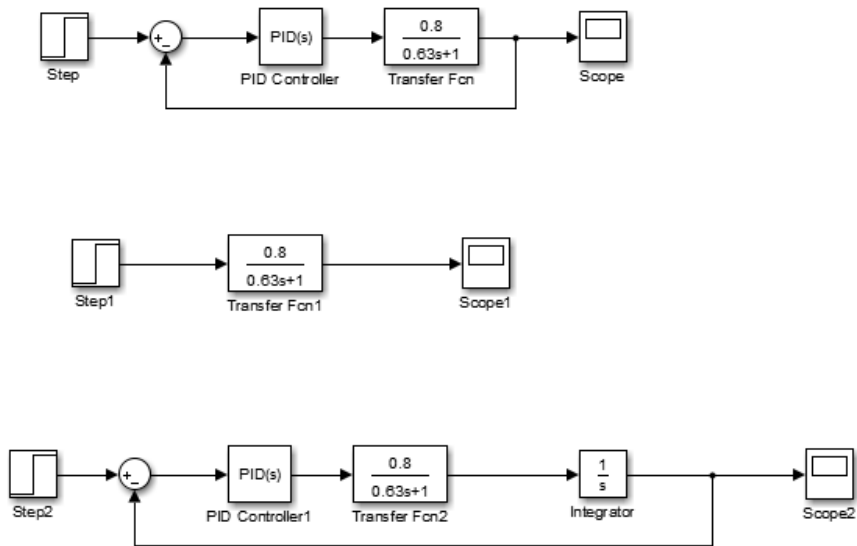 0.8
PID(s)
0.63s+1
Step
PID Controller
Transfer Fcn
Scope
0.8
0.63s+1
Step1
Transfer Fcn1
Scope1
0.8
1
PID(s)
0.63s+1
s
Step2
PID Controller1
Transfer Fcn2
Integrator
Scope2